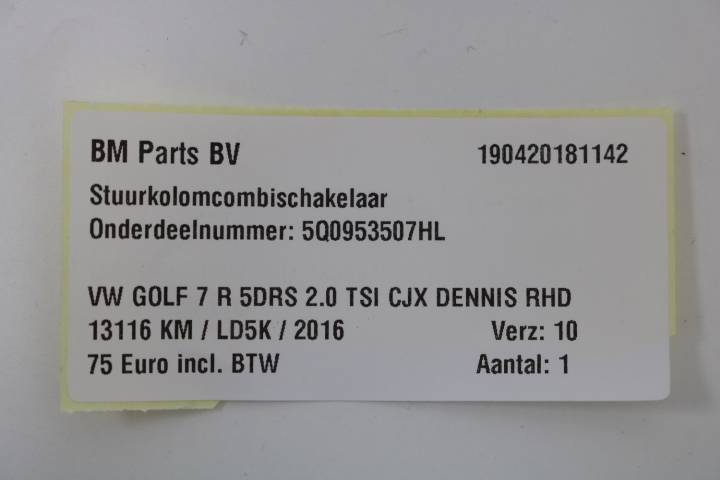 BM Parts BV 190420181142
Stuurkolomcombischakelaar
Onderdeelnummer: 5Q0953507HL
VW GOLF 7 R 5DRS 2.0 TSI CJX DENNIS RHD
13116 KM / LD5K / 2016 Verz: 10
75 Euro incl. BTW Aantal: 1